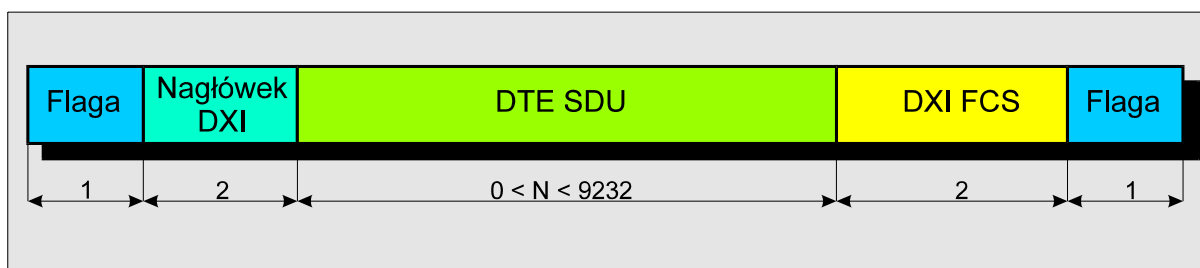 Flaga
Nagłówek
DXI
DTE SDU
DXI FCS
Flaga
1
2
0 < N < 9232
2
1